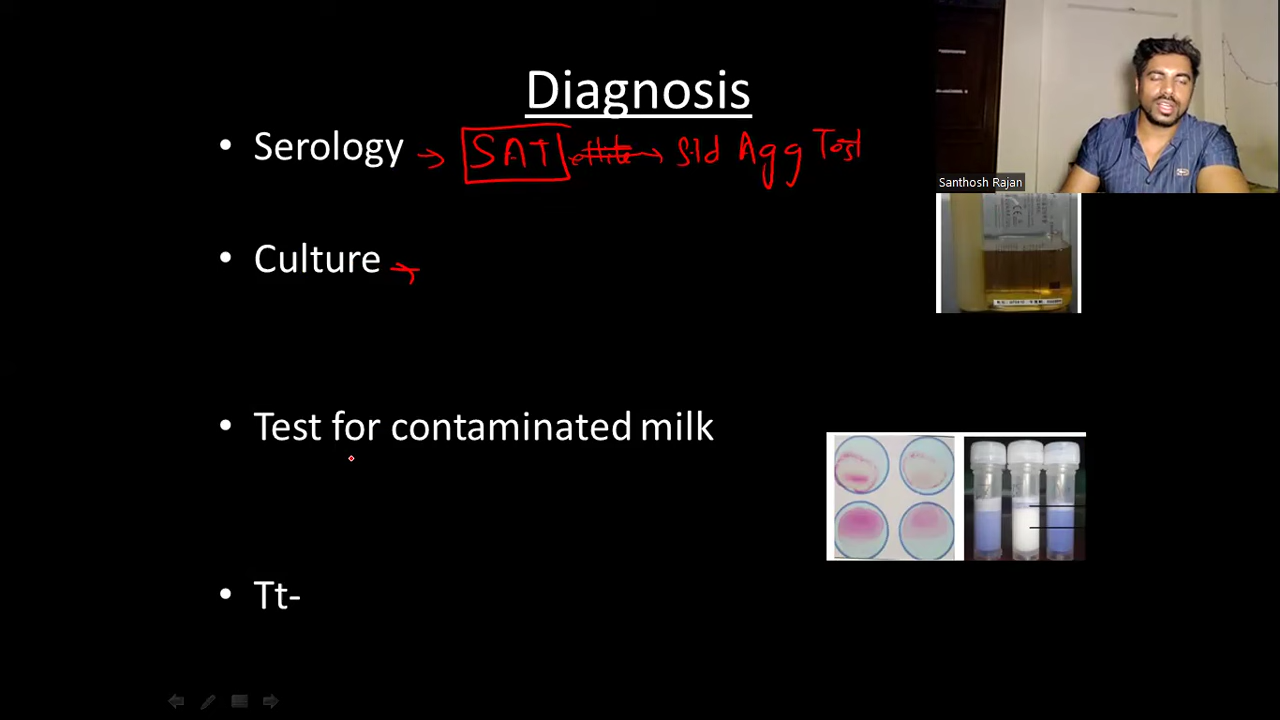 Diagnosis
• Serology → SAT → Std Agg Test
Santhosh Rajan
• Culture →
• Test for contaminated milk
• Tt-